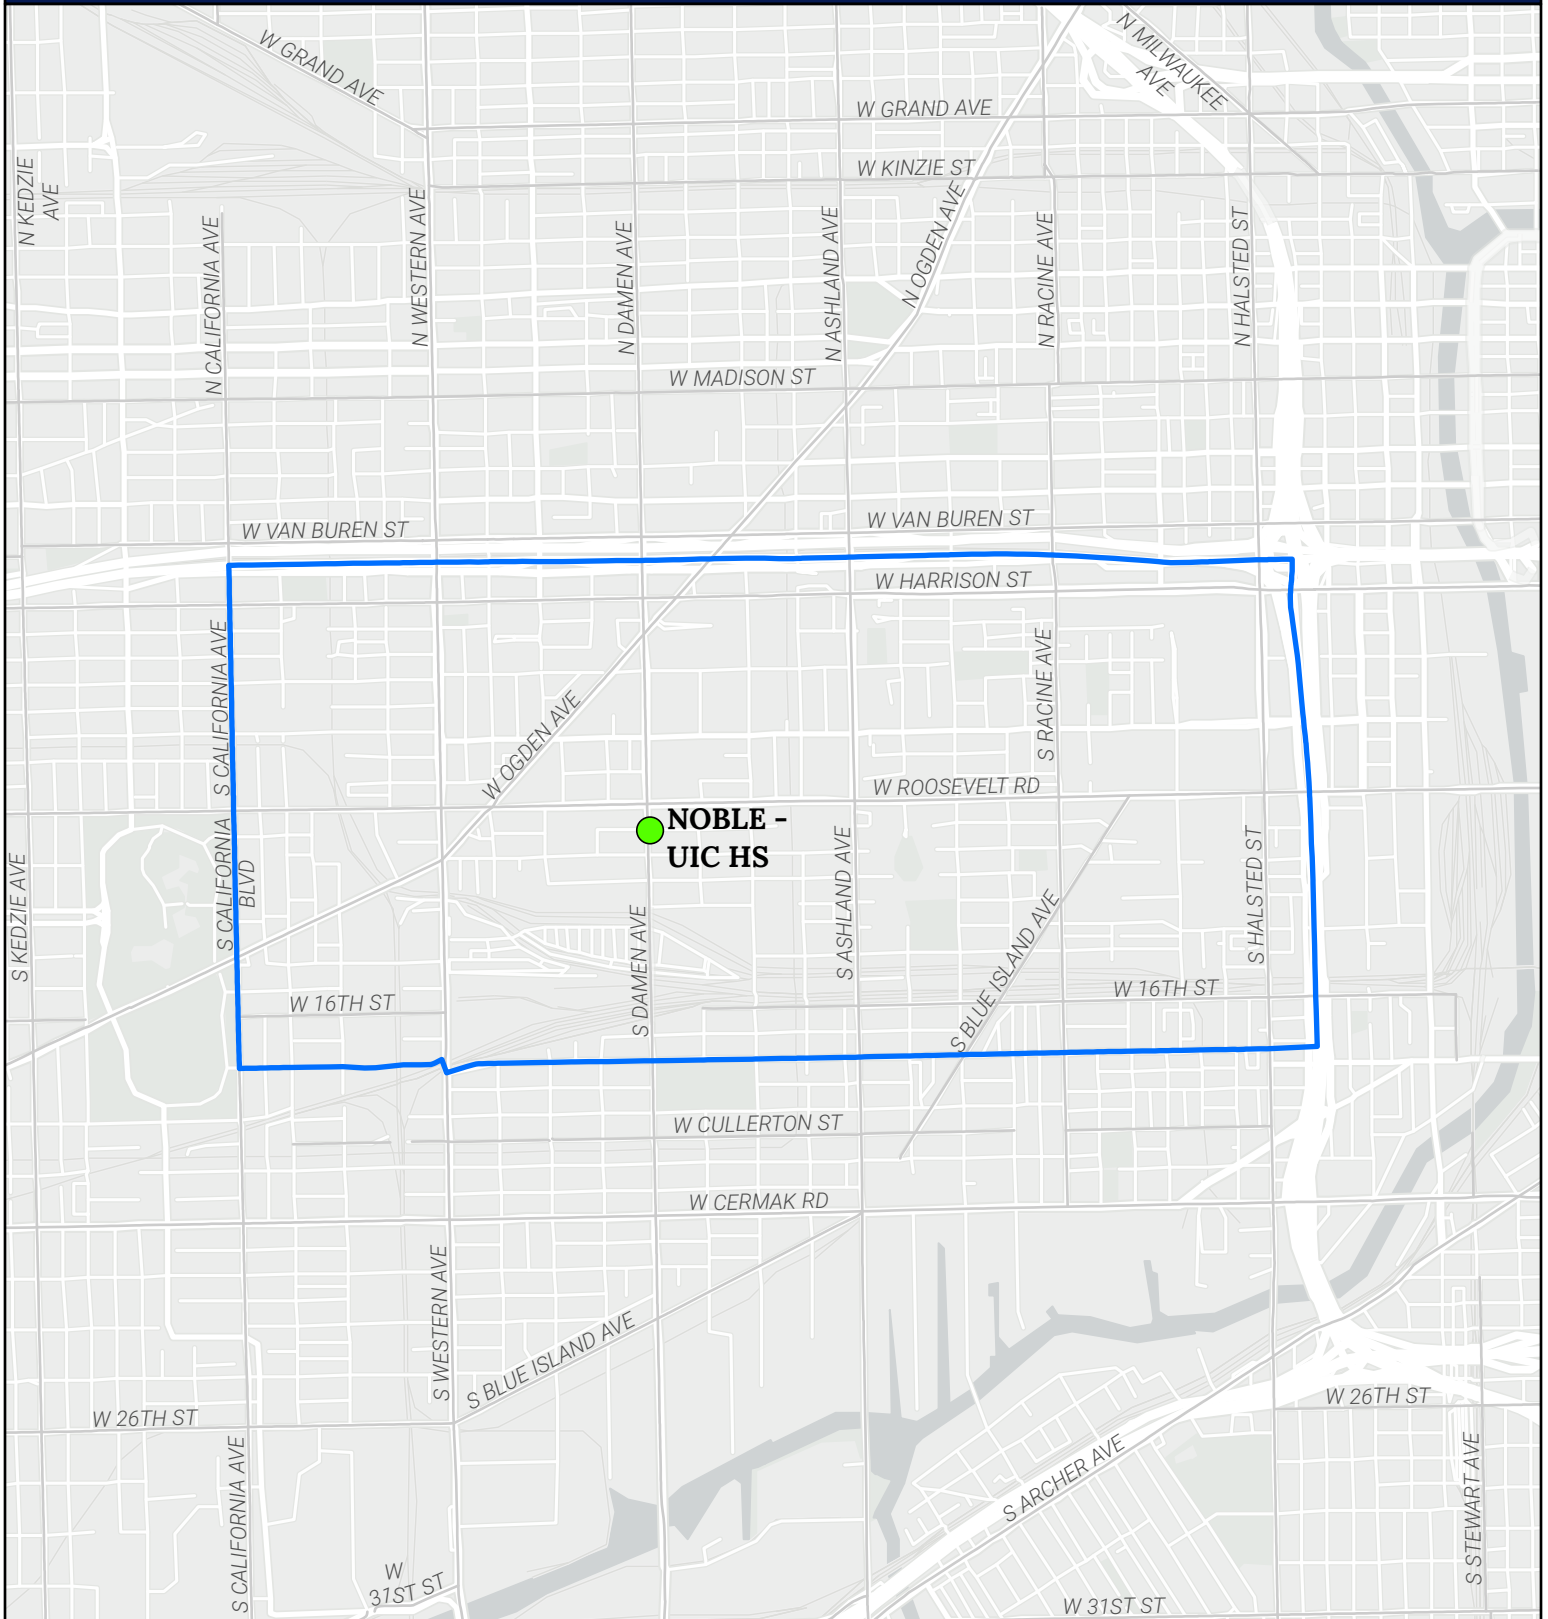 W GRAND AVE
N MILWAUKEE
AVE
W GRAND AVE
W KINZIE ST
N KEDZIE
AVE
N CALIFORNIA AVE
N WESTERN AVE
N DAMEN AVE
N ASHLAND AVE
N OGDEN AVE
N RACINE AVE
N HALSTED ST
W MADISON ST
W VAN BUREN ST
W VAN BUREN ST
W HARRISON ST
S CALIFORNIA AVE
W OGDEN AVE
S RACINE AVE
W ROOSEVELT RD
NOBLE -
UIC HS
S KEDZIE AVE
S CALIFORNIA
BLVD
S DAMEN AVE
S ASHLAND AVE
S BLUE ISLAND AVE
S HALSTED ST
W 16TH ST
W 16TH ST
W CULLERTON ST
W CERMAK RD
S WESTERN AVE
S BLUE ISLAND AVE
W 26TH ST
W 26TH ST
S CALIFORNIA AVE
S ARCHER AVE
S STEWART AVE
W
31ST ST
W 31ST ST